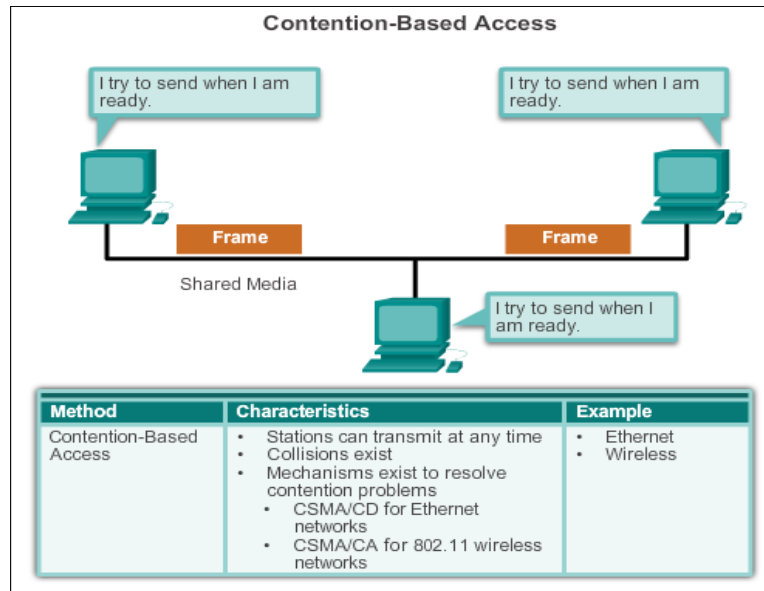 Contention-Based Access
I try to send when I am
ready.
I try to send when I am
ready.
Frame
Frame
Shared Media
I try to send when I
am ready.
Method
Characteristics
Example
Contention-Based
Access
• Stations can transmit at any time
• Collisions exist
• Mechanisms exist to resolve
contention problems
• CSMA/CD for Ethernet
networks
• CSMA/CA for 802.11 wireless
networks
• Ethernet
• Wireless